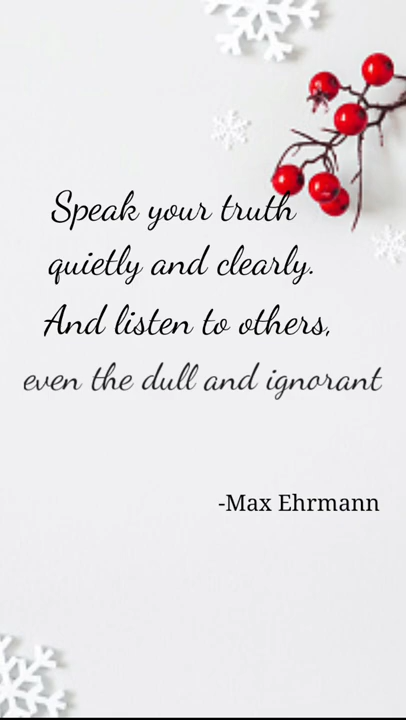 Speak your truth
quietly and clearly.
And listen to others,
even the dull and ignorant
-Max Ehrmann